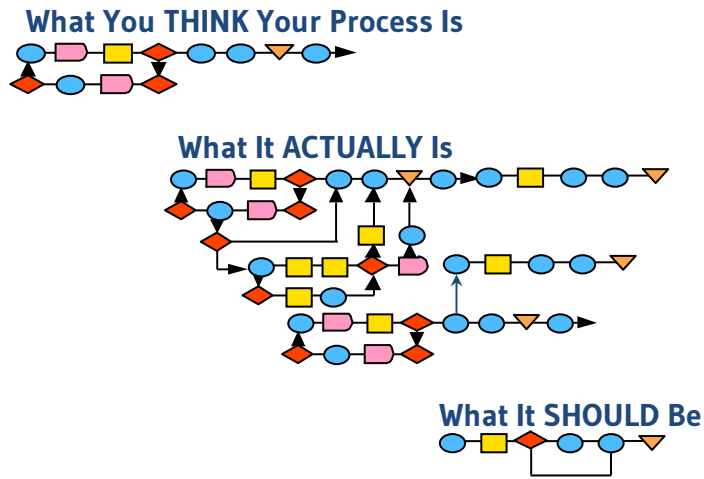 What You THINK Your Process Is
What It ACTUALLY Is
What It SHOULD Be